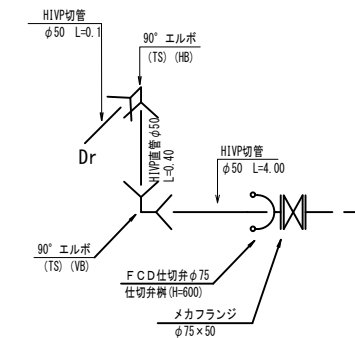 HIVP切管
φ50 L=0.1
90° エルボ
(TS) (HB)
Dr
HIVP直管φ50
L=0.40
HIVP切管
φ50 L=4.00
90° エルボ
(TS) (VB)
FCD仕切弁φ75
仕切弁桝(H=600)
メカフランジ
φ75×50